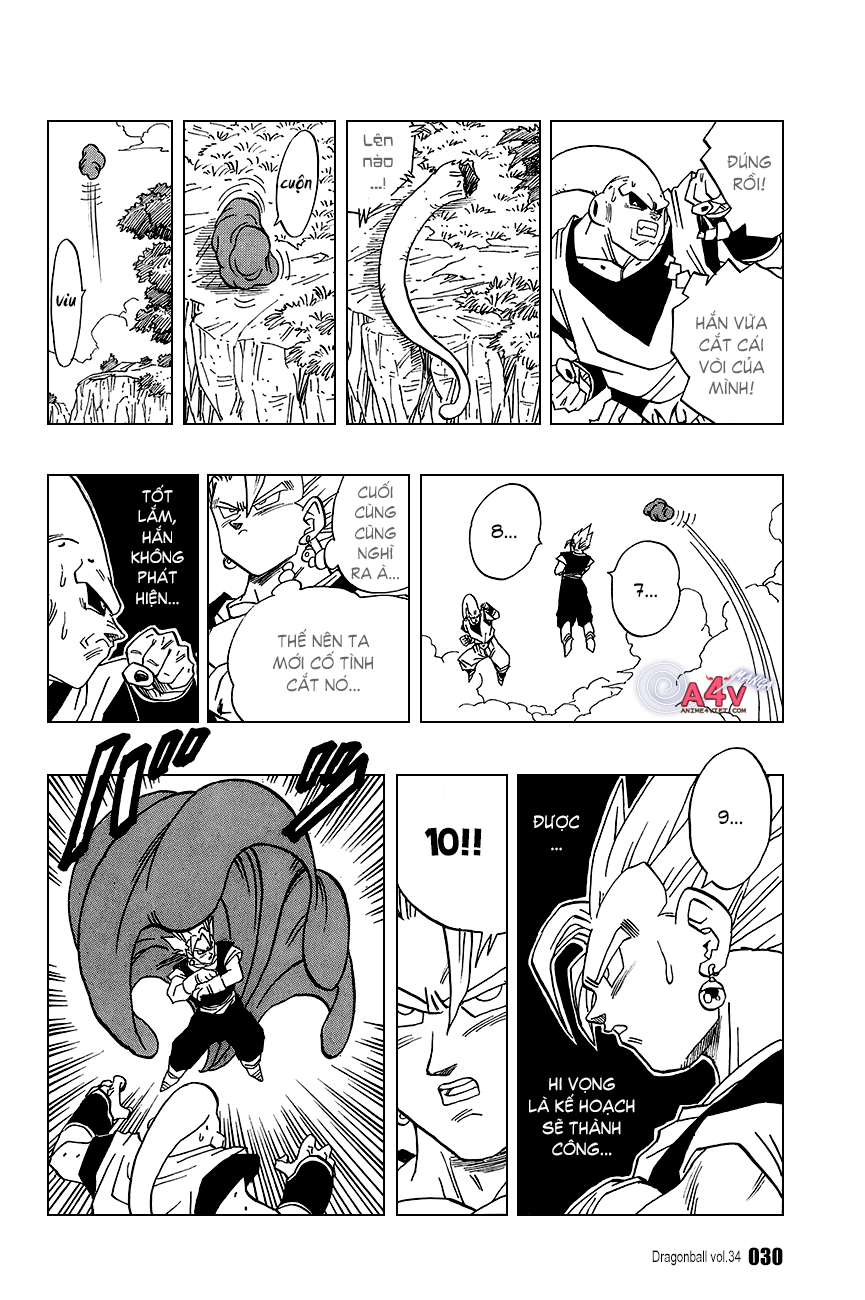 ĐÚNG
RỒI!
HẮN VỪA
CẮT CÁI
VÒI CỦA
MÌNH!
Lên
nào
...!
cuộn
víu
7...
8...
CUỐI
CÙNG
CŨNG
NGHĨ
RA À...
THẾ NÊN TA
MỚI CỐ TÌNH
CẮT NÓ...
TỐT
LẮM,
HẮN
KHÔNG
PHÁT
HIỆN...
A4V
ANIME4VIET.COM
9...
ĐƯỢC
...
HI VỌNG
LÀ KẾ HOẠCH
SẼ THÀNH
CÔNG...
10!!
Dragonball vol.34 030